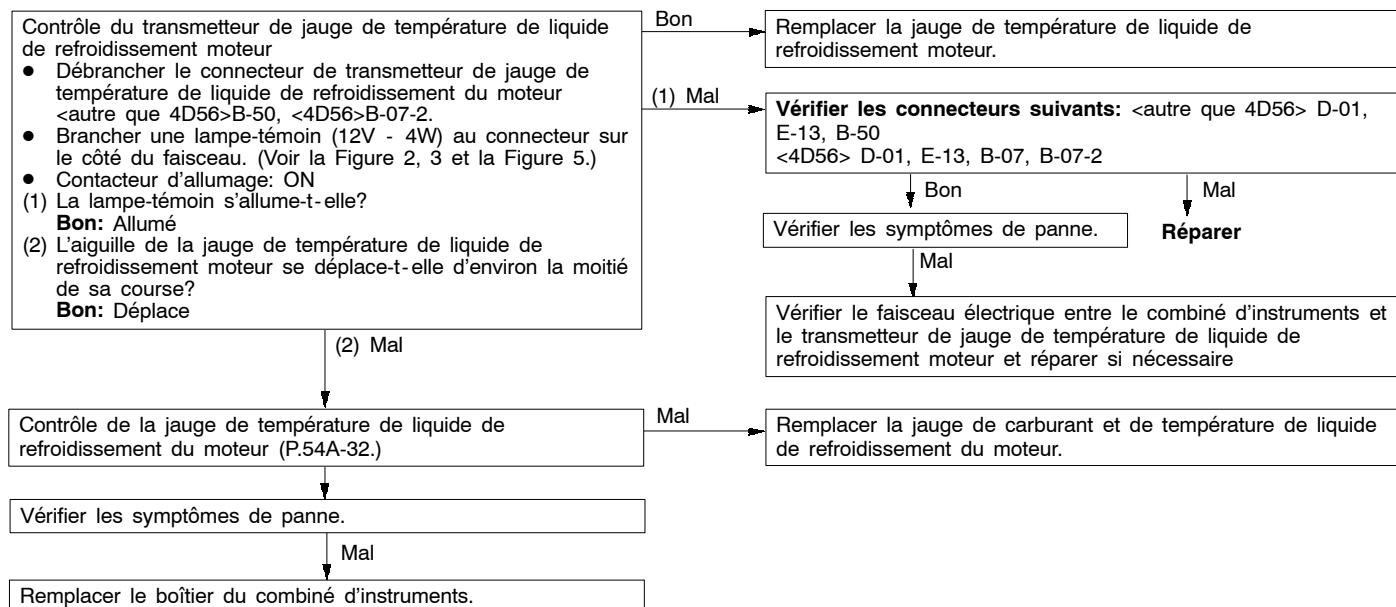 Contrôle du transmetteur de jauge de température de liquide
de refroidissement moteur
● Débrancher le connecteur de transmetteur de jauge de
température de liquide de refroidissement du moteur
<autre que 4D56>B-50, <4D56>B-07-2.
● Brancher une lampe-témoin (12V - 4W) au connecteur sur
le côté du faisceau. (Voir la Figure 2, 3 et la Figure 5.)
● Contacteur d'allumage: ON
(1) La lampe-témoin s'allume-t-elle?
Bon: Allumé
(2) L'aiguille de la jauge de température de liquide de
refroidissement moteur se déplace-t-elle d'environ la moitié
de sa course?
Bon: Déplace
Bon
Remplacer la jauge de température de liquide de
refroidissement moteur.
(1) Mal
Vérifier les connecteurs suivants: <autre que 4D56> D-01,
E-13, B-50
<4D56> D-01, E-13, B-07, B-07-2
Bon
Mal
Vérifier les symptômes de panne.
Réparer
Mal
Vérifier le faisceau électrique entre le combiné d'instruments et
le transmetteur de jauge de température de liquide de
refroidissement moteur et réparer si nécessaire
(2) Mal
Contrôle de la jauge de température de liquide de
refroidissement du moteur (P.54A-32.)
Mal
Remplacer la jauge de carburant et de température de liquide
de refroidissement du moteur.
Vérifier les symptômes de panne.
Mal
Remplacer le boîtier du combiné d'instruments.